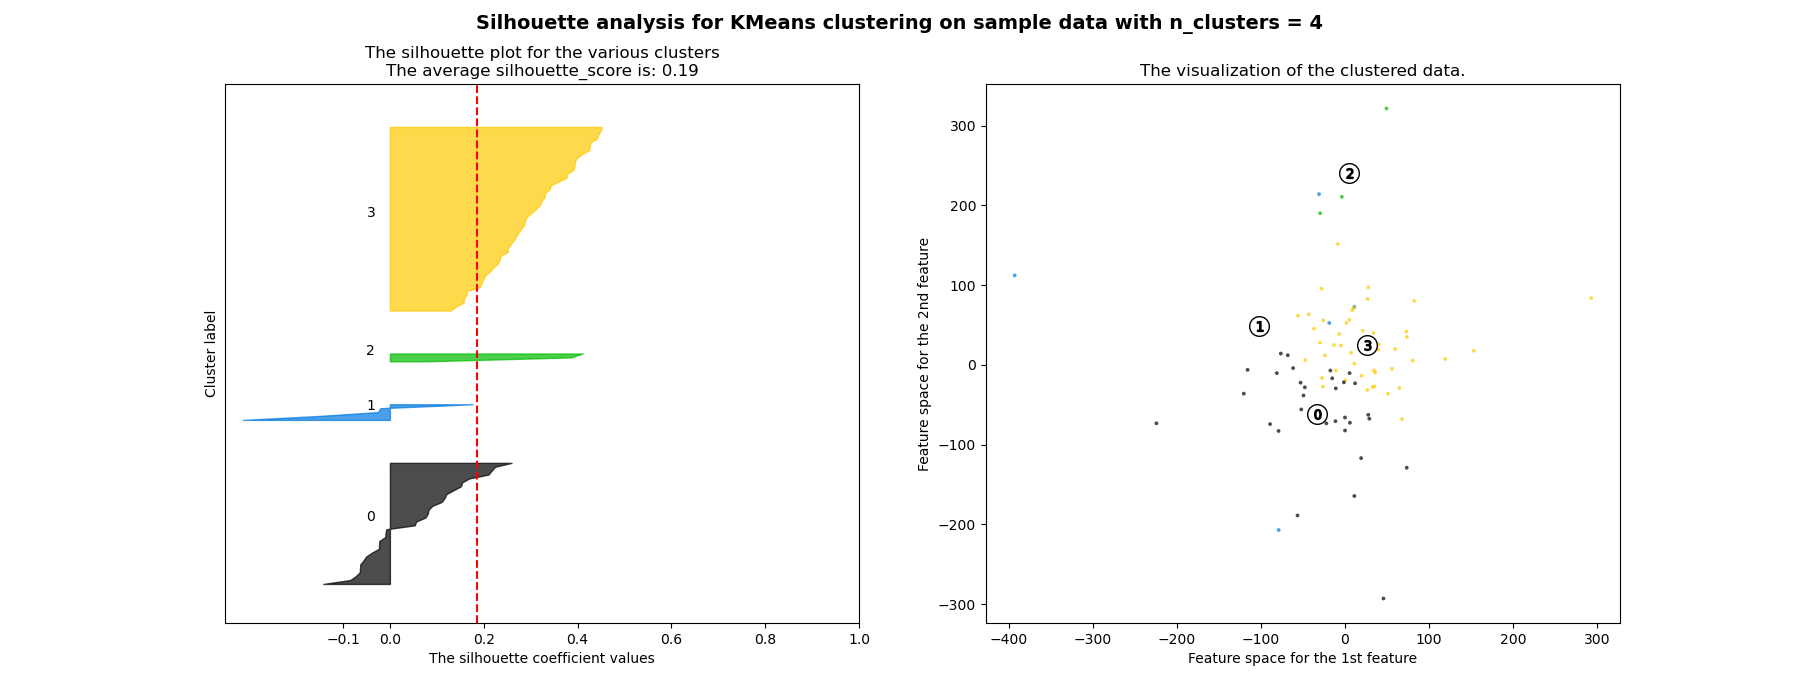 Silhouette analysis for KMeans clustering on sample data with n_clusters = 4
The silhouette plot for the various clusters
The average silhouette_score is: 0.19
Cluster label
3
2
1
0
−0.1 0.0 0.2 0.4 0.6 0.8 1.0
The silhouette coefficient values
The visualization of the clustered data.
Feature space for the 2nd feature
300
200
100
0
−100
−200
−300
2
1
3
0
−400 −300 −200 −100 0 100 200 300
Feature space for the 1st feature